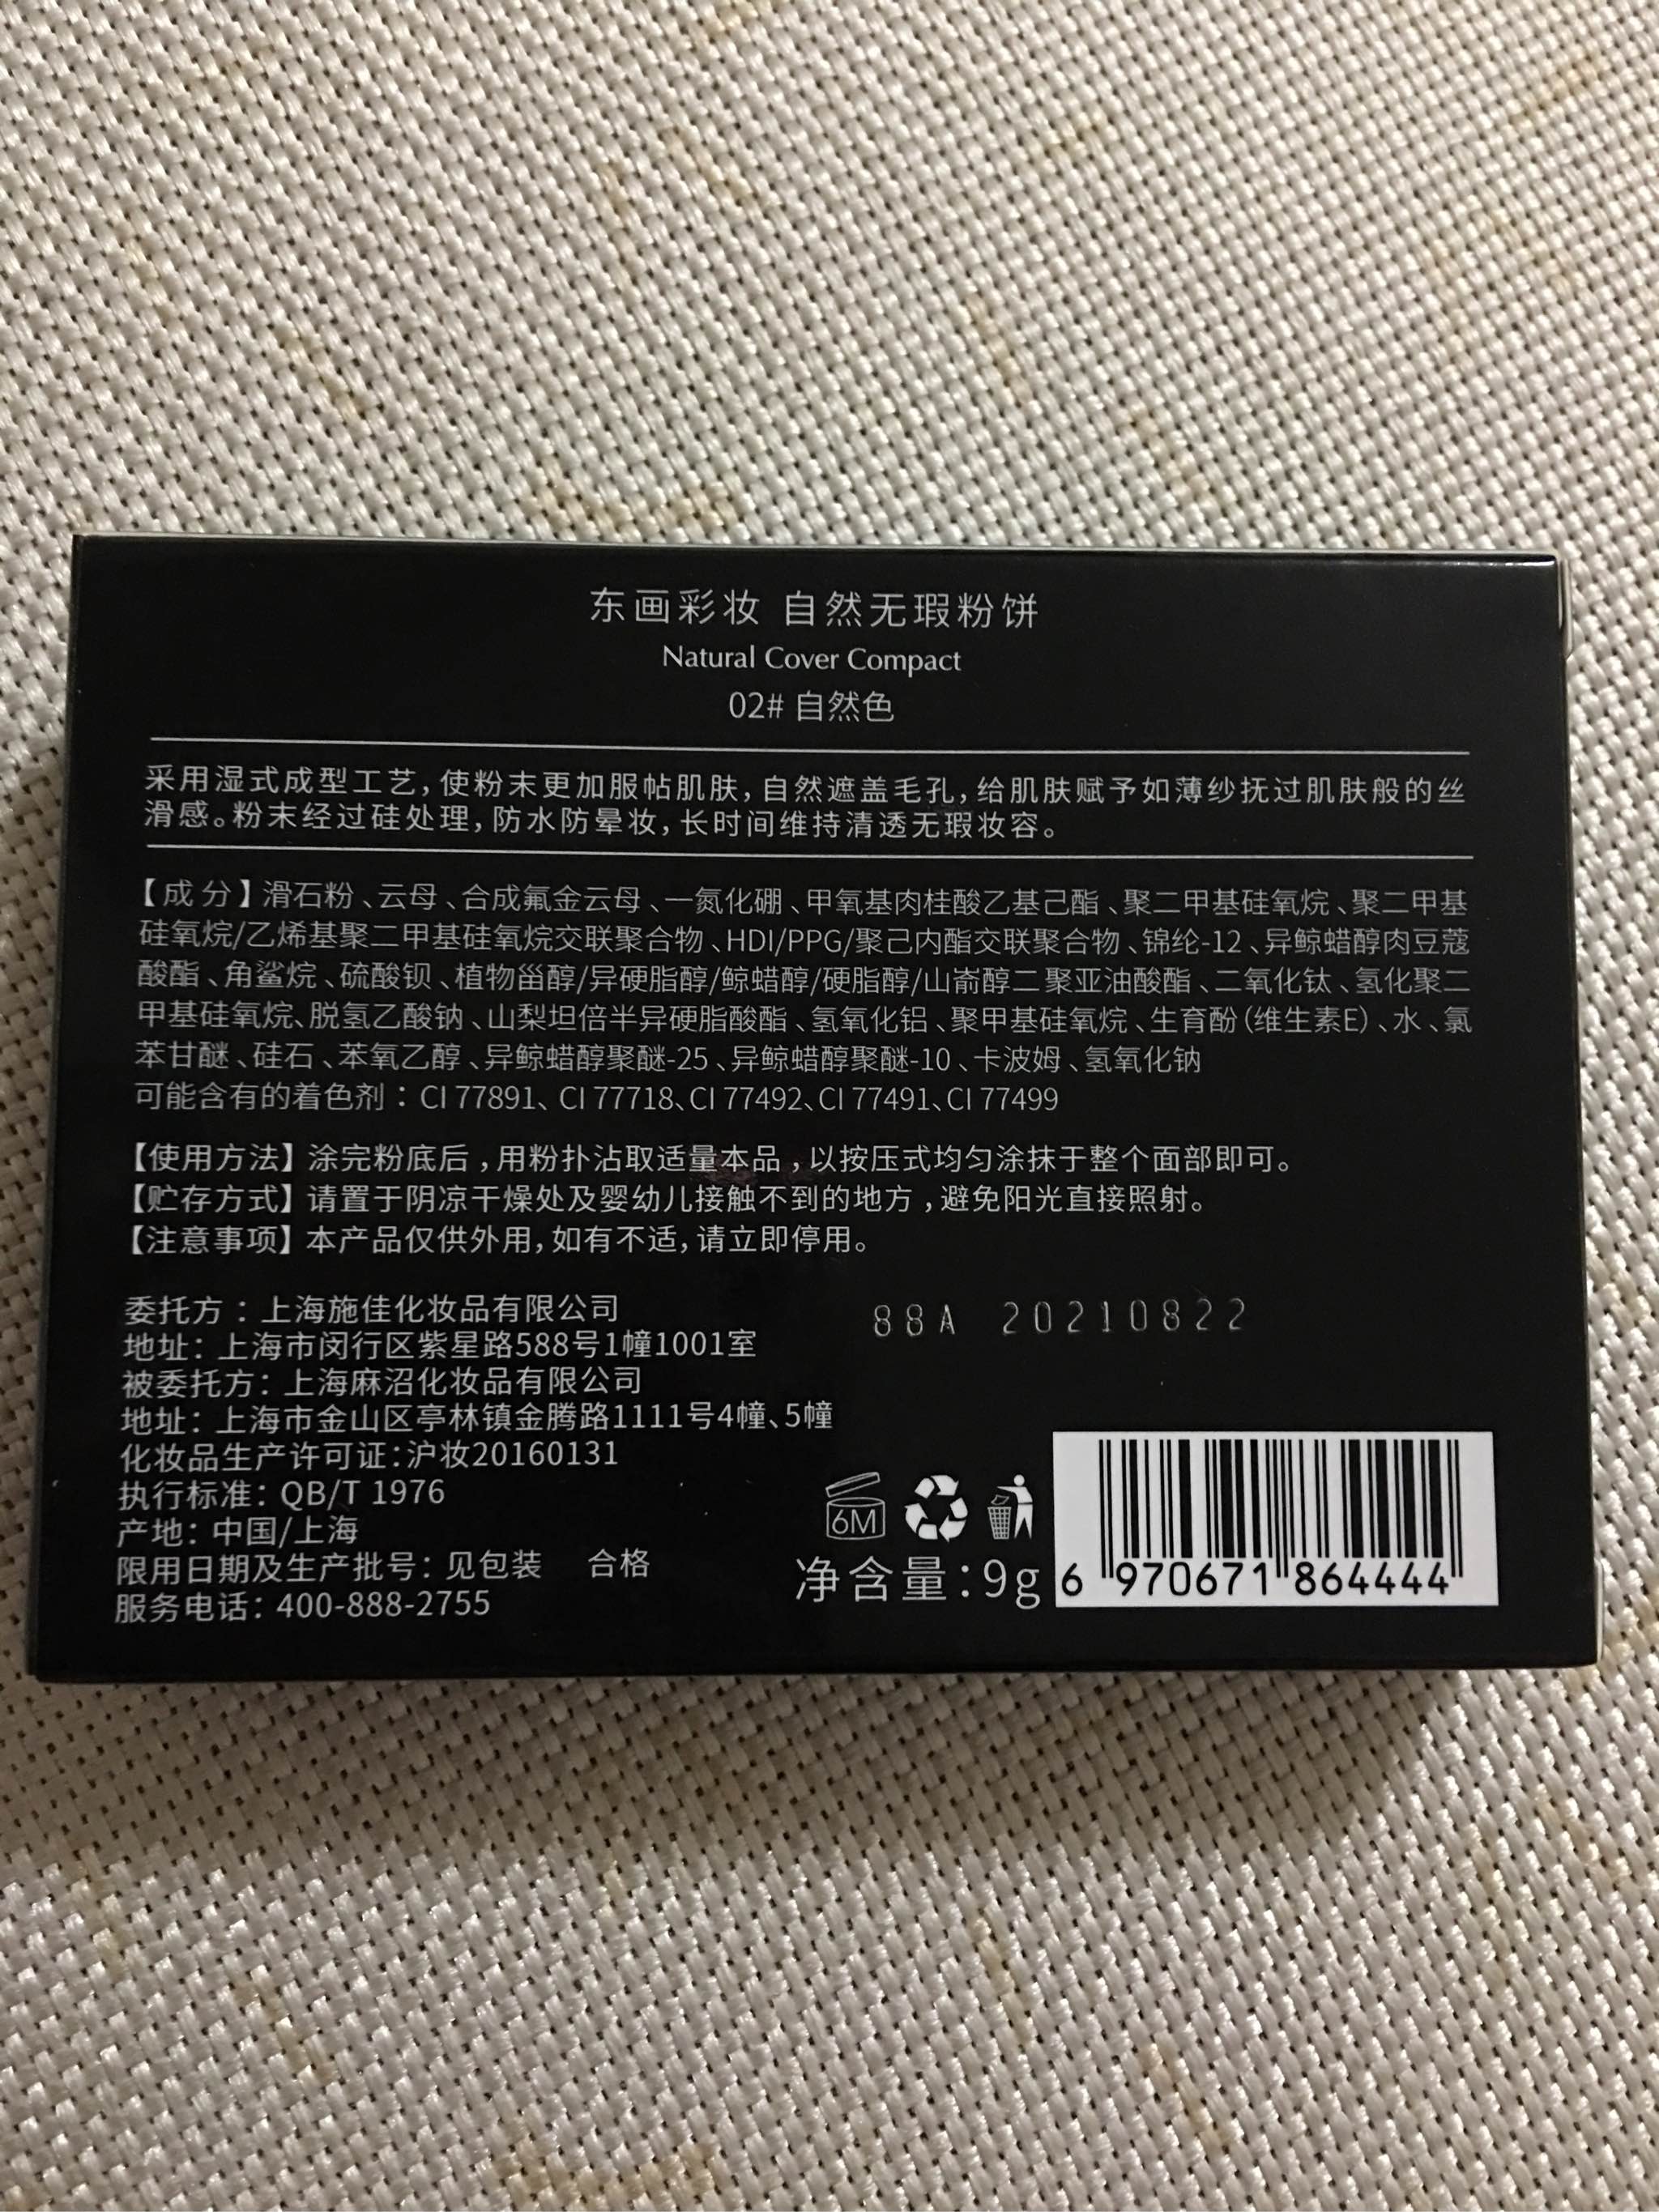 东画彩妆 自然无瑕粉饼
Natural Cover Compact
02# 自然色
采用湿式成型工艺，使粉末更加服帖肌肤，自然遮盖毛孔，给肌肤赋予如薄纱抚过肌肤般的丝
滑感。粉末经过硅处理，防水防晕妆，长时间维持清透无瑕妆容。
【成分】滑石粉、云母、合成氟金云母、一氮化硼、甲氧基肉桂酸乙基己酯、聚二甲基硅氧烷、聚二甲基
硅氧烷/乙烯基聚二甲基硅氧烷交联聚合物、HDI/PPG/聚己内酯交联聚合物、锦纶-12、异鲸蜡醇肉豆蔻
酸酯、角鲨烷、硫酸钡、植物甾醇/异硬脂醇/鲸蜡醇/硬脂醇/山嵛醇二聚亚油酸酯、二氧化钛、氢化聚二
甲基硅氧烷、脱氢乙酸钠、山梨坦倍半异硬脂酸酯、氢氧化铝、聚甲基硅氧烷、生育酚(维生素E)、水、氯
苯甘醚、硅石、苯氧乙醇、异鲸蜡醇聚醚-25、异鲸蜡醇聚醚-10、卡波姆、氢氧化钠
可能含有的着色剂：CI 77891、CI 77718、CI 77492、CI 77491、CI 77499
【使用方法】涂完粉底后，用粉扑沾取适量本品，以按压式均匀涂抹于整个面部即可。
【贮存方式】请置于阴凉干燥处及婴幼儿接触不到的地方，避免阳光直接照射。
【注意事项】本产品仅供外用，如有不适，请立即停用。
委托方：上海施佳化妆品有限公司
地址：上海市闵行区紫星路588号1幢1001室
被委托方：上海麻沼化妆品有限公司
地址：上海市金山区亭林镇金腾路1111号4幢、5幢
化妆品生产许可证：沪妆20160131
执行标准：QB/T 1976
产地：中国/上海
限用日期及生产批号：见包装 合格
服务电话：400-888-2755
88A 20210822
6M
净含量：9g
6 970671 864444